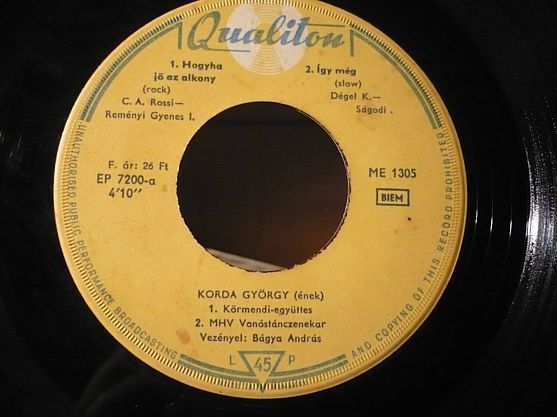 Qualiton
1. Hogyha
jő az alkony
(rock)
C. A. Rossi—
Reményi Gyenes I.
2. Így még
(slow)
Dégel K.—
Ságodi .
F. ár: 26 Ft
EP 7200-a
4'10''
ME 1305
BIEM
KORDA GYÖRGY (ének)
1. Körmendi-együttes
2. MHV Vonóstánczenekar
Vezényel: Bágya András
L 45 P
UNAUTHORISED PUBLIC PERFORMANCE BROADCASTING AND COPYING OF THIS RECORD PROHIBITED